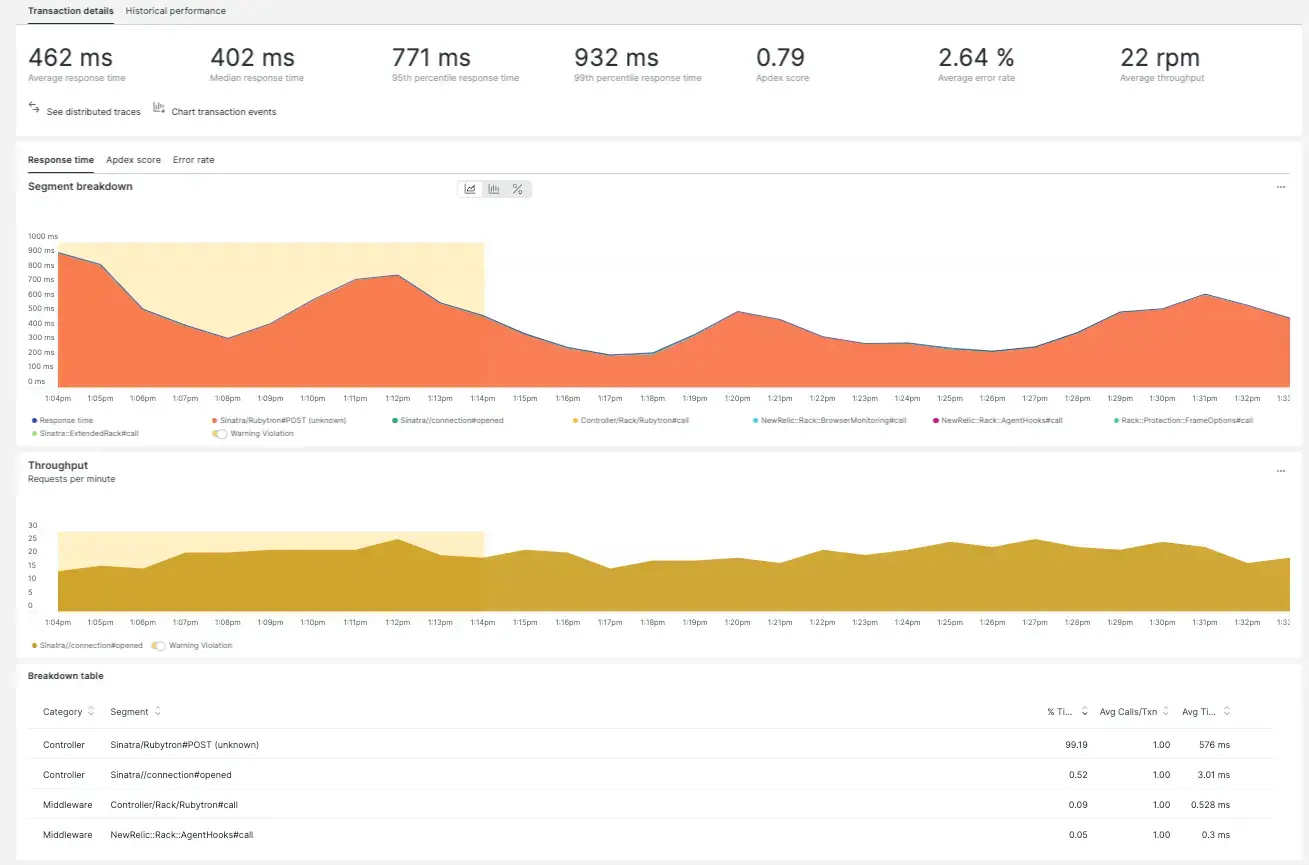 Transaction details Historical performance
462 ms 402 ms 771 ms 932 ms 0.79 2.64 % 22 rpm
Average response time Median response time 95th percentile response time 99th percentile response time Apdex score Average error rate Average throughput
See distributed traces Chart transaction events
Response time Apdex score Error rate
Segment breakdown
1000 ms
900 ms
800 ms
700 ms
600 ms
500 ms
400 ms
300 ms
200 ms
100 ms
0 ms
1:04pm 1:05pm 1:06pm 1:07pm 1:08pm 1:09pm 1:10pm 1:11pm 1:12pm 1:13pm 1:14pm 1:15pm 1:16pm 1:17pm 1:18pm 1:19pm 1:20pm 1:21pm 1:22pm 1:23pm 1:24pm 1:25pm 1:26pm 1:27pm 1:28pm 1:29pm 1:30pm 1:31pm 1:32pm 1:33
Response time Sinatra/Rubytron#POST (unknown) Sinatra//connection#opened Controller/Rack/Rubytron#call NewRelic::Rack::BrowserMonitoring#call NewRelic::Rack::AgentHooks#call Rack::Protection::FrameOptions#call
Sinatra::ExtendedRack#call Warning Violation
Throughput
Requests per minute
30
25
20
15
10
5
0
1:04pm 1:05pm 1:06pm 1:07pm 1:08pm 1:09pm 1:10pm 1:11pm 1:12pm 1:13pm 1:14pm 1:15pm 1:16pm 1:17pm 1:18pm 1:19pm 1:20pm 1:21pm 1:22pm 1:23pm 1:24pm 1:25pm 1:26pm 1:27pm 1:28pm 1:29pm 1:30pm 1:31pm 1:32pm 1:33
Sinatra//connection#opened Warning Violation
Breakdown table
Category Segment % Ti... Avg Calls/Txn Avg Ti...
Controller Sinatra/Rubytron#POST (unknown) 99.19 1.00 576 ms
Controller Sinatra//connection#opened 0.52 1.00 3.01 ms
Middleware Controller/Rack/Rubytron#call 0.09 1.00 0.528 ms
Middleware NewRelic::Rack::AgentHooks#call 0.05 1.00 0.3 ms